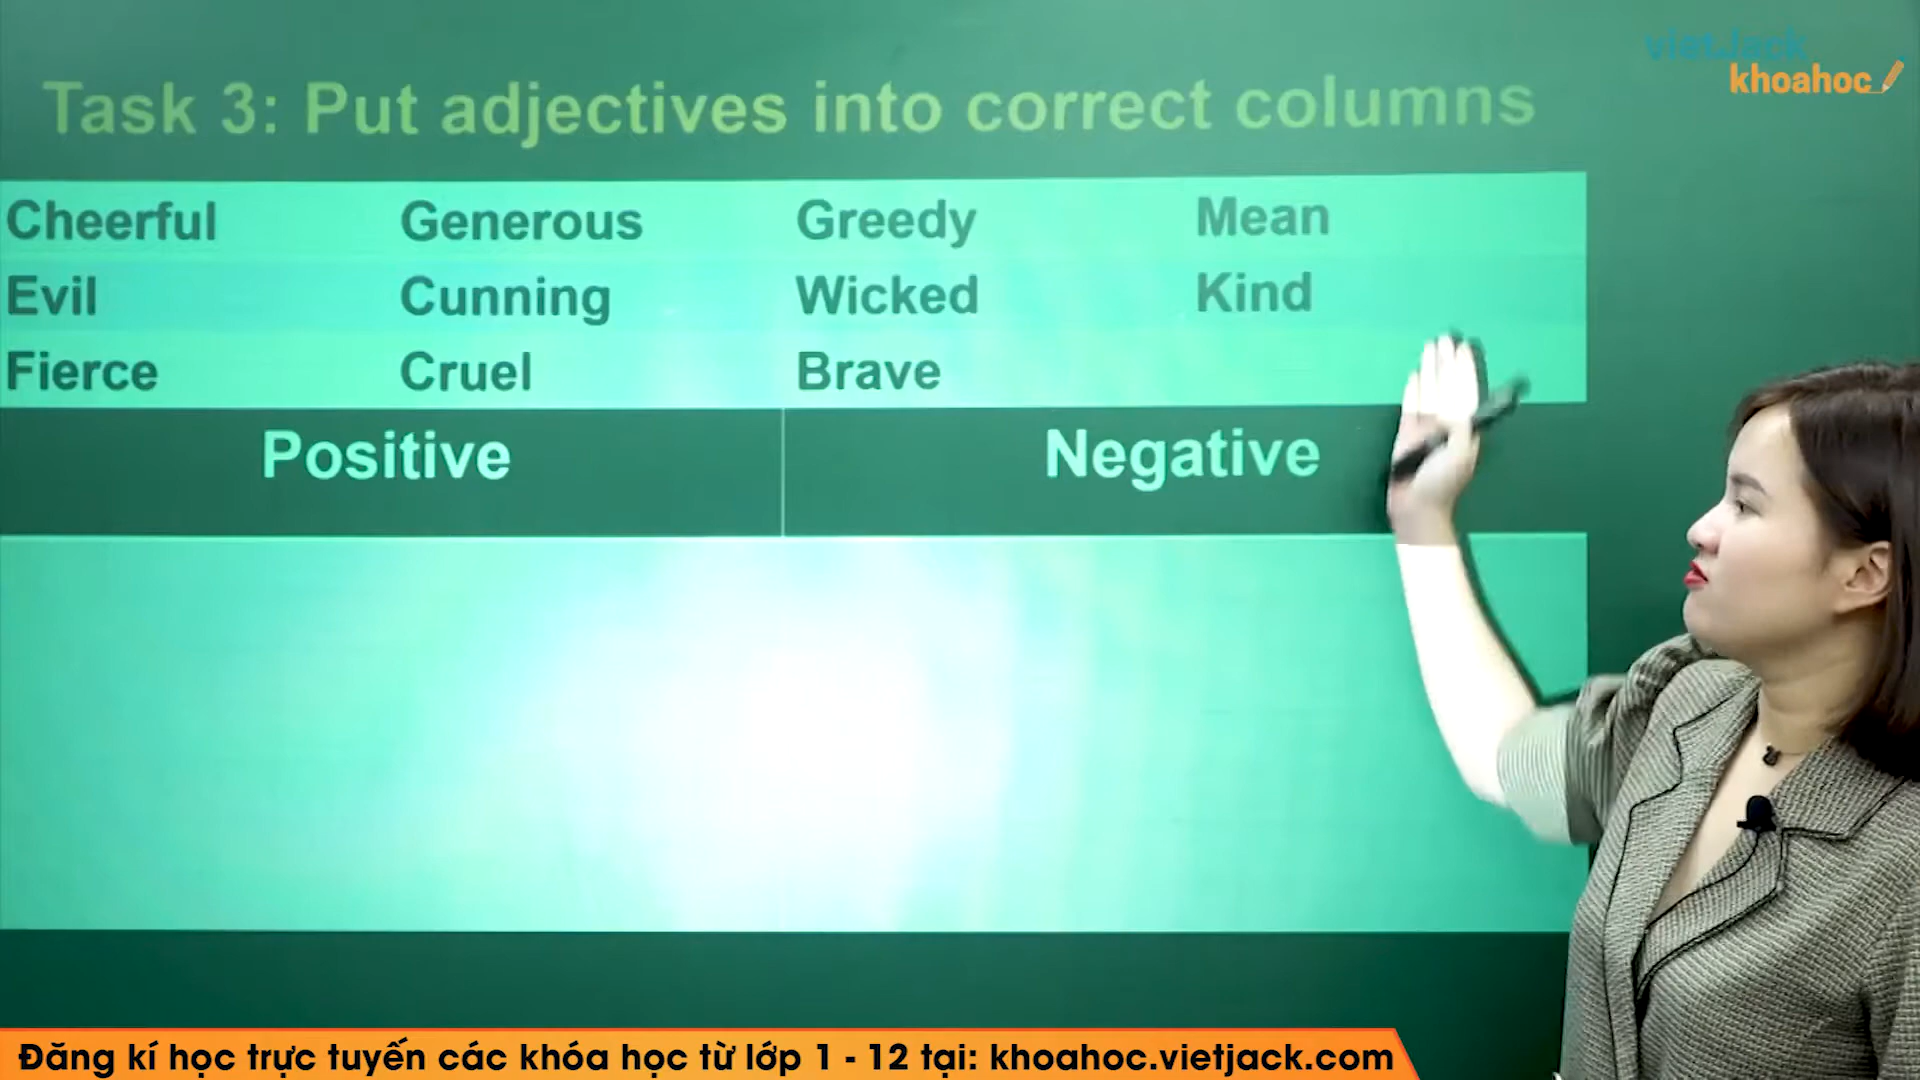 vietJack
khoahoc
Task 3: Put adjectives into correct columns
Cheerful Generous Greedy Mean
Evil Cunning Wicked Kind
Fierce Cruel Brave
Positive Negative
Đăng kí học trực tuyến các khóa học từ lớp 1 - 12 tại: khoahoc.vietjack.com